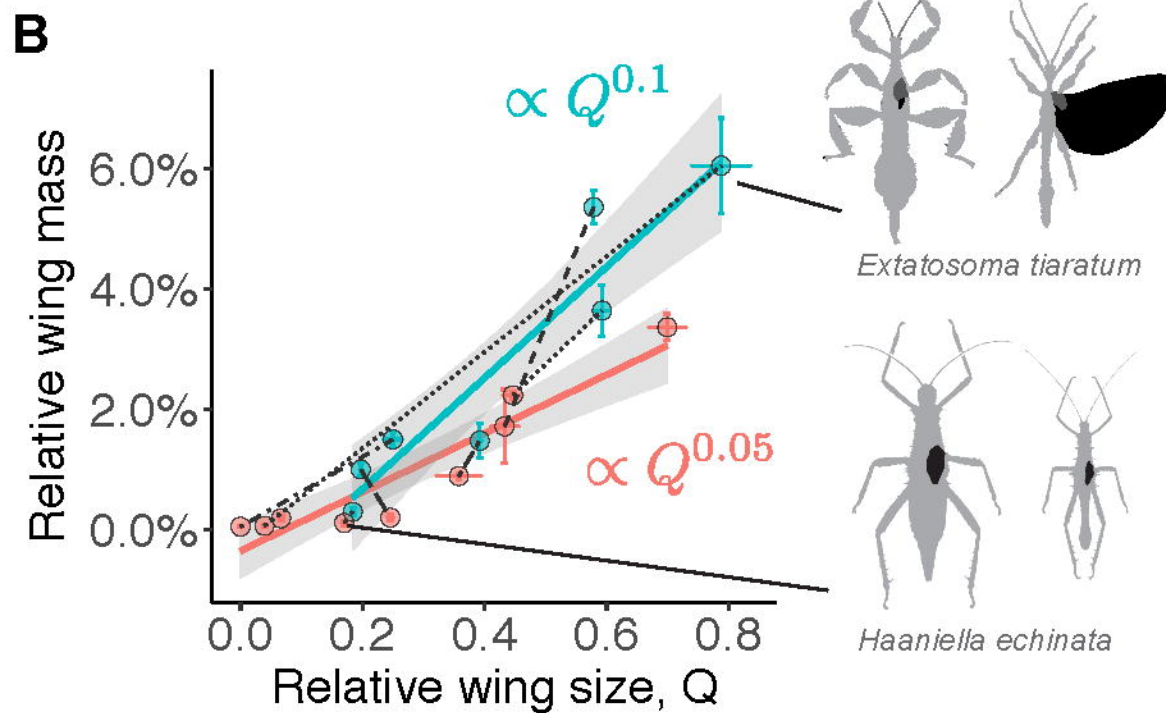 B
∝ Q^0.1
6.0%
4.0%
2.0%
0.0%
Relative wing mass
∝ Q^0.05
0.0 0.2 0.4 0.6 0.8
Relative wing size, Q
Extatosoma tiaratum
Haaniella echinata